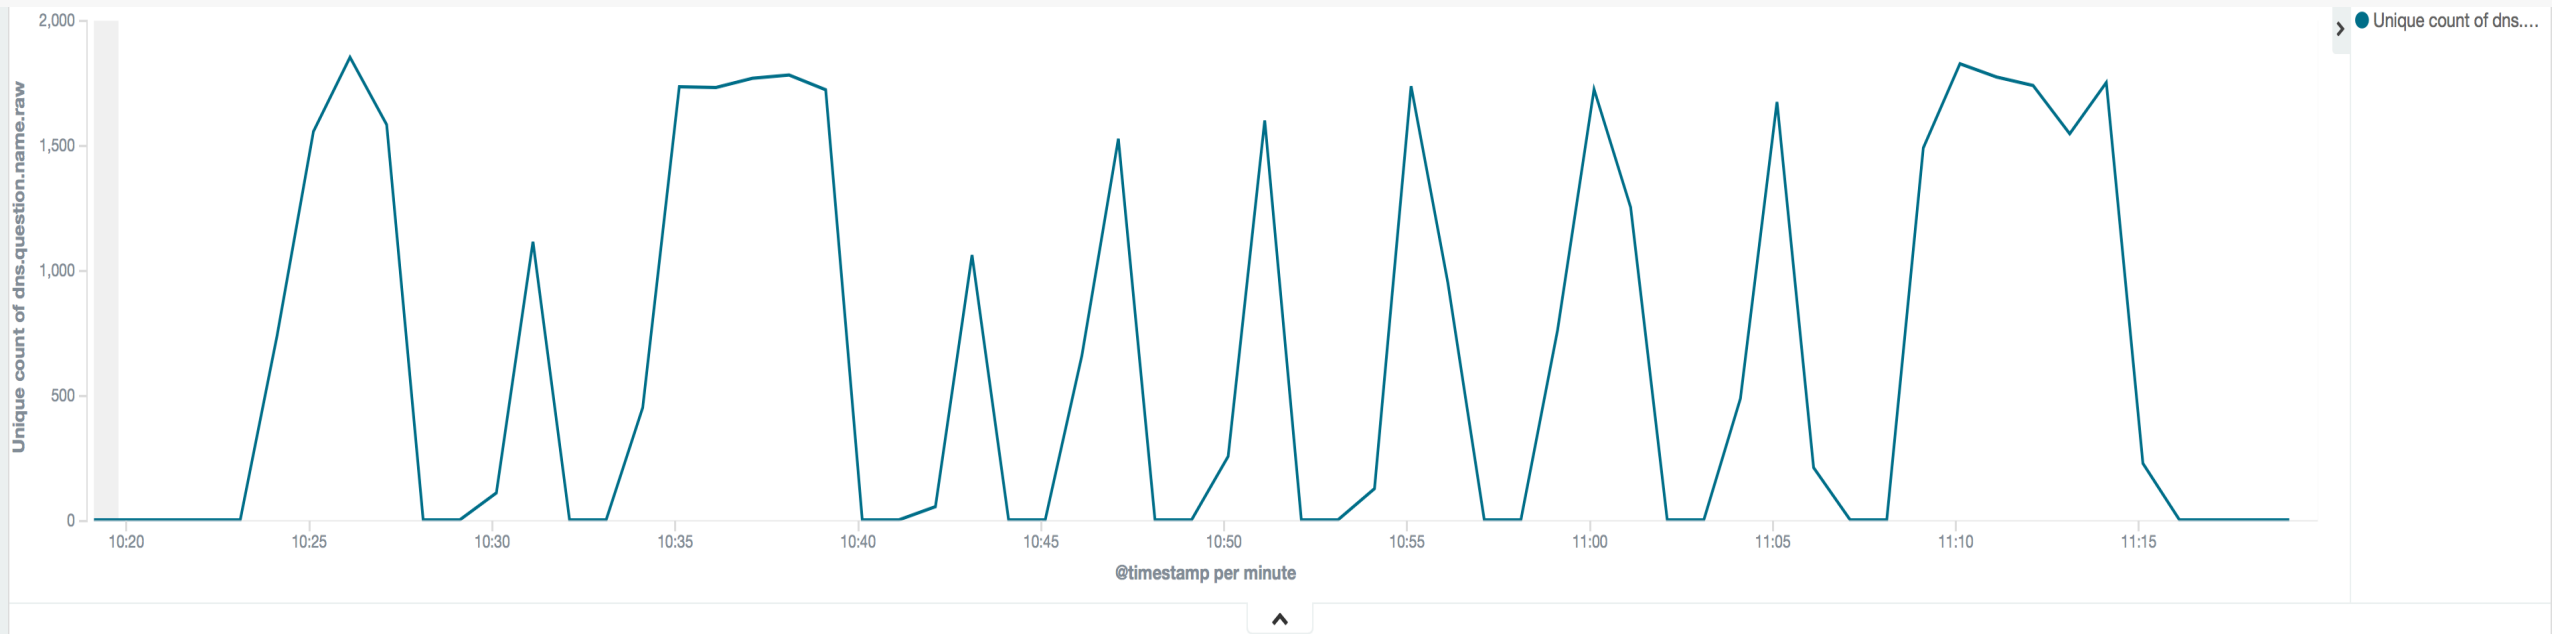 2,000
1,500
1,000
500
0
Unique count of dns.question.name.raw
10:20 10:25 10:30 10:35 10:40 10:45 10:50 10:55 11:00 11:05 11:10 11:15
@timestamp per minute
Unique count of dns....